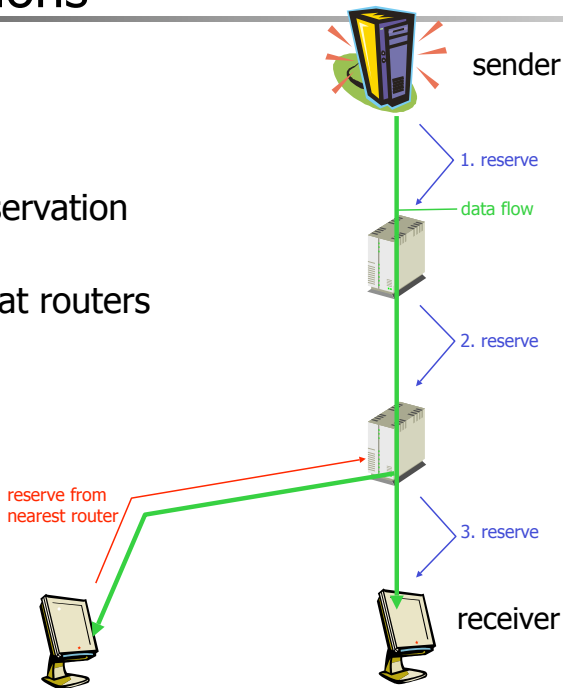 sender
1. reserve
servation
data flow
at routers
2. reserve
reserve from
nearest router
3. reserve
receiver